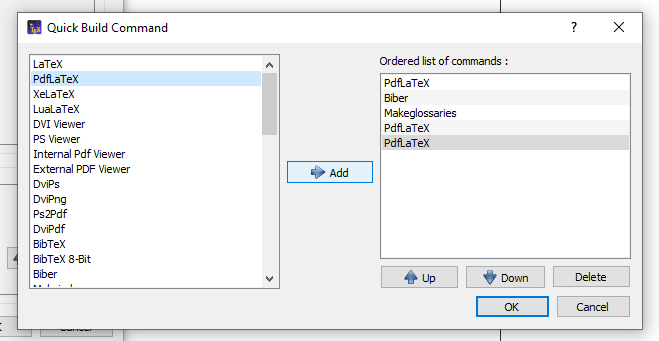 Quick Build Command
?
LaTeX
PdfLaTeX
XeLaTeX
LuaLaTeX
DVI Viewer
PS Viewer
Internal Pdf Viewer
External PDF Viewer
DviPs
DviPng
Ps2Pdf
DviPdf
BibTeX
BibTeX 8-Bit
Biber
Add
Ordered list of commands :
PdfLaTeX
Biber
Makeglossaries
PdfLaTeX
PdfLaTeX
Up
Down
Delete
OK
Cancel